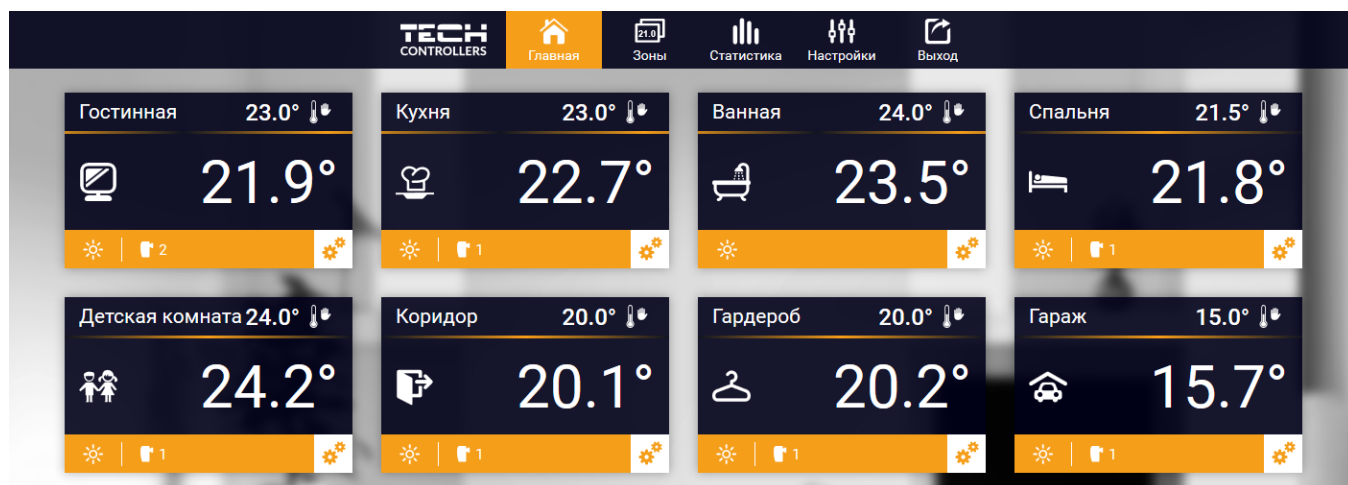 TECH
CONTROLLERS
Главная
21.0
Зоны
Статистика
Настройки
Выход
Гостинная 23.0°
21.9°
2
Кухня 23.0°
22.7°
1
Ванная 24.0°
23.5°
Спальня 21.5°
21.8°
1
Детская комната 24.0°
24.2°
1
Коридор 20.0°
20.1°
1
Гардероб 20.0°
20.2°
1
Гараж 15.0°
15.7°
1